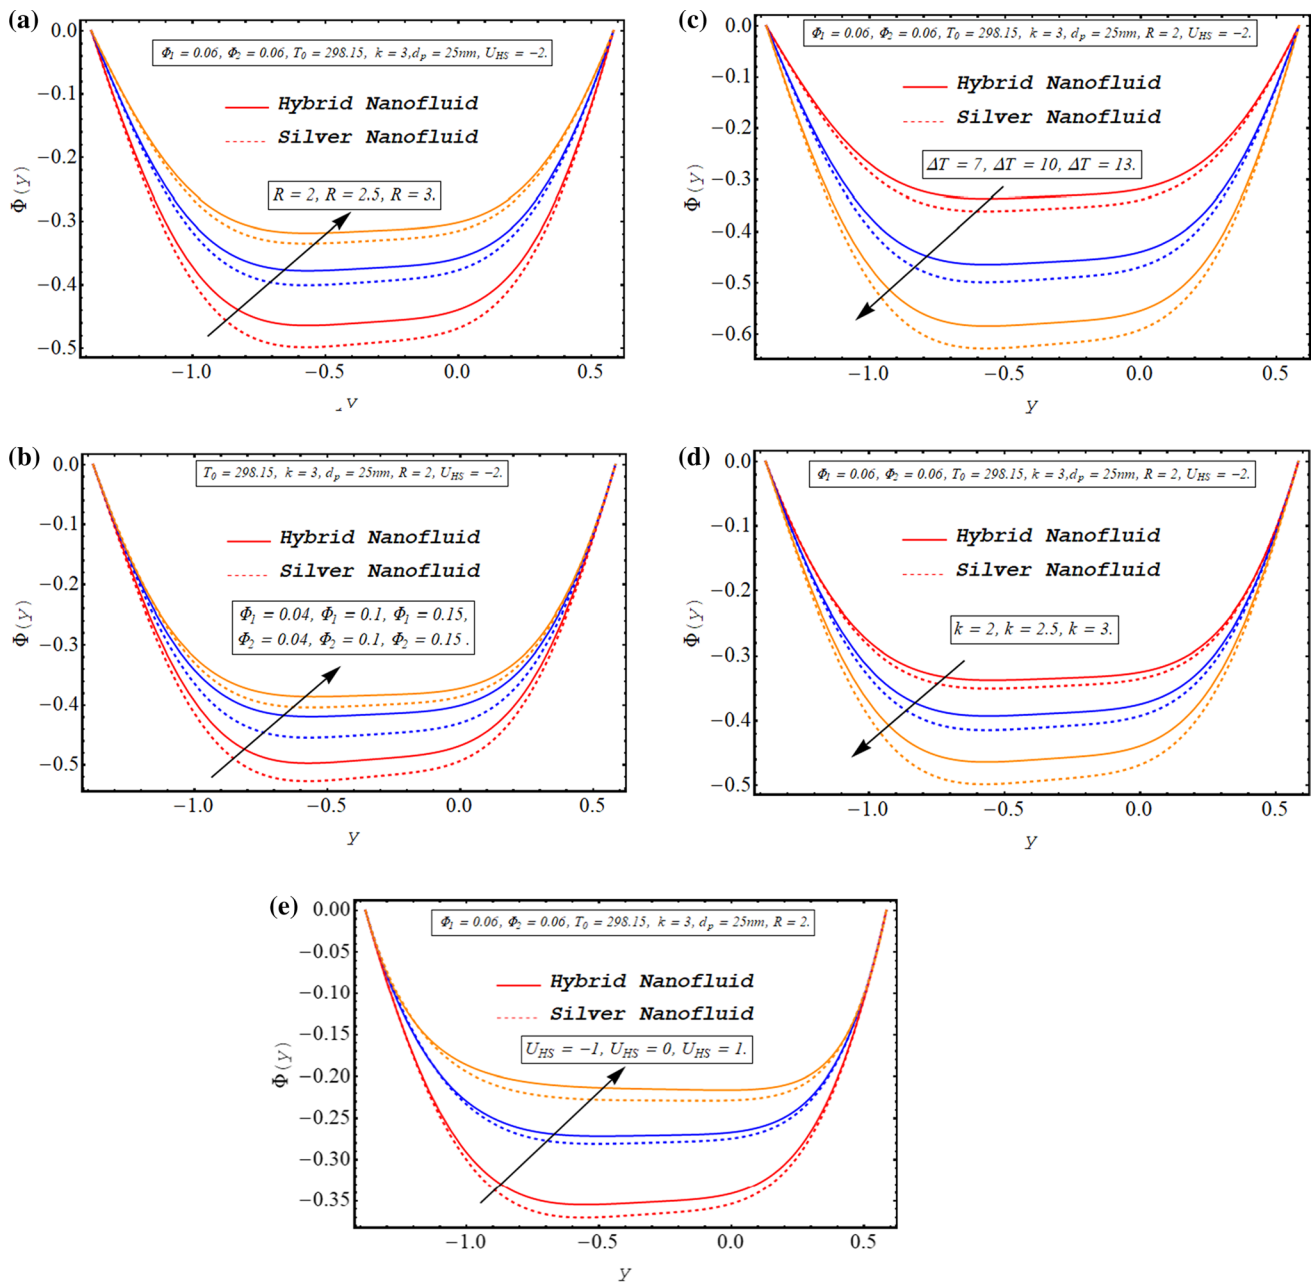 (a)
Φ1 = 0.06, Φ2 = 0.06, T0 = 298.15, k = 3,dp = 25nm, UHS = −2.
Hybrid Nanofluid
Silver Nanofluid
R = 2, R = 2.5, R = 3.
Φ(y)
0.0
−0.1
−0.2
−0.3
−0.4
−0.5
−1.0 −0.5 0.0 0.5
y
(c)
Φ1 = 0.06, Φ2 = 0.06, T0 = 298.15, k = 3, dp = 25nm, R = 2, UHS = −2.
Hybrid Nanofluid
Silver Nanofluid
ΔT = 7, ΔT = 10, ΔT = 13.
Φ(y)
0.0
−0.1
−0.2
−0.3
−0.4
−0.5
−0.6
−1.0 −0.5 0.0 0.5
y
(b)
T0 = 298.15, k = 3, dp = 25nm, R = 2, UHS = −2.
Hybrid Nanofluid
Silver Nanofluid
Φ1 = 0.04, Φ1 = 0.1, Φ1 = 0.15,
Φ2 = 0.04, Φ2 = 0.1, Φ2 = 0.15.
Φ(y)
0.0
−0.1
−0.2
−0.3
−0.4
−0.5
−1.0 −0.5 0.0 0.5
y
(d)
Φ1 = 0.06, Φ2 = 0.06, T0 = 298.15, k = 3,dp = 25nm, R = 2, UHS = −2.
Hybrid Nanofluid
Silver Nanofluid
k = 2, k = 2.5, k = 3.
Φ(y)
0.0
−0.1
−0.2
−0.3
−0.4
−0.5
−1.0 −0.5 0.0 0.5
y
(e)
Φ1 = 0.06, Φ2 = 0.06, T0 = 298.15, k = 3, dp = 25nm, R = 2.
Hybrid Nanofluid
Silver Nanofluid
UHS = −1, UHS = 0, UHS = 1.
Φ(y)
0.00
−0.05
−0.10
−0.15
−0.20
−0.25
−0.30
−0.35
−1.0 −0.5 0.0 0.5
y